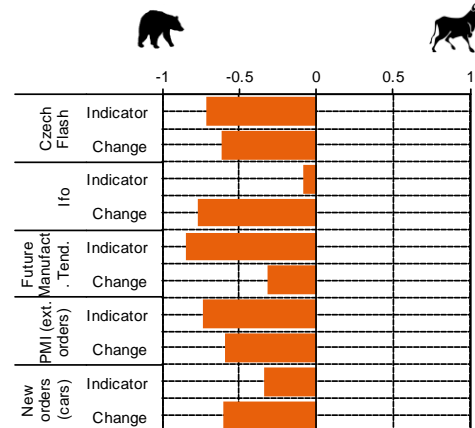 -1 -0.5 0 0.5 1
Czech
Flash
Indicator
Change
Ifo
Indicator
Change
Future
Manufact
. Tend.
Indicator
Change
PMI (ext.
orders)
Indicator
Change
New
orders
(cars)
Indicator
Change